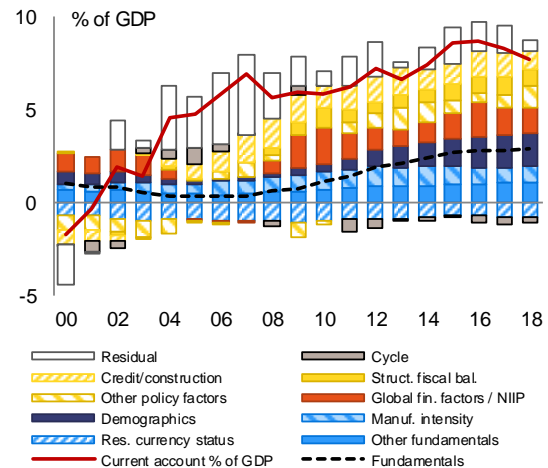 % of GDP
10
5
0
-5
00 02 04 06 08 10 12 14 16 18
Residual Cycle
Credit/construction Struct. fiscal bal.
Other policy factors Global fin. factors / NIIP
Demographics Manuf. intensity
Res. currency status Other fundamentals
Current account % of GDP Fundamentals